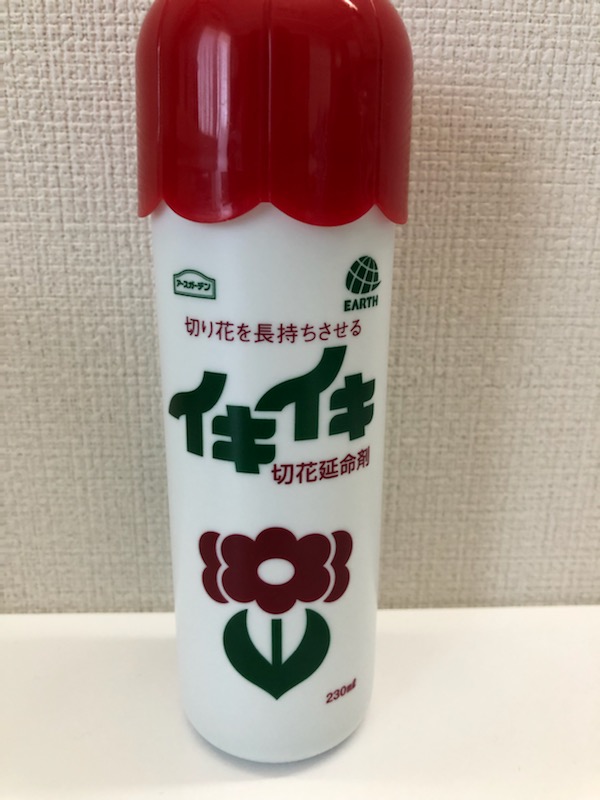 アースガーデン
EARTH
切り花を長持ちさせる
イキイキ
切花延命剤
230ml